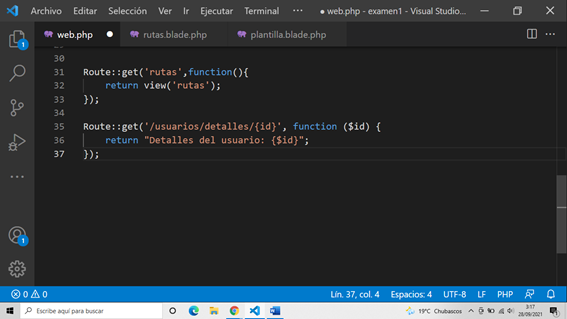 Archivo Editar Selección Ver Ir Ejecutar Terminal ··· web.php - examen1 - Visual Studio...
web.php rutas.blade.php plantilla.blade.php
30
31 Route::get('rutas',function(){
32 return view('rutas');
33 });
34
35 Route::get('/usuarios/detalles/{id}', function ($id) {
36 return "Detalles del usuario: {$id}";
37 });
1
1
0 0 Lín. 37, col. 4 Espacios: 4 UTF-8 LF PHP
Escribe aquí para buscar 19°C Chubascos 3:17
28/09/2021